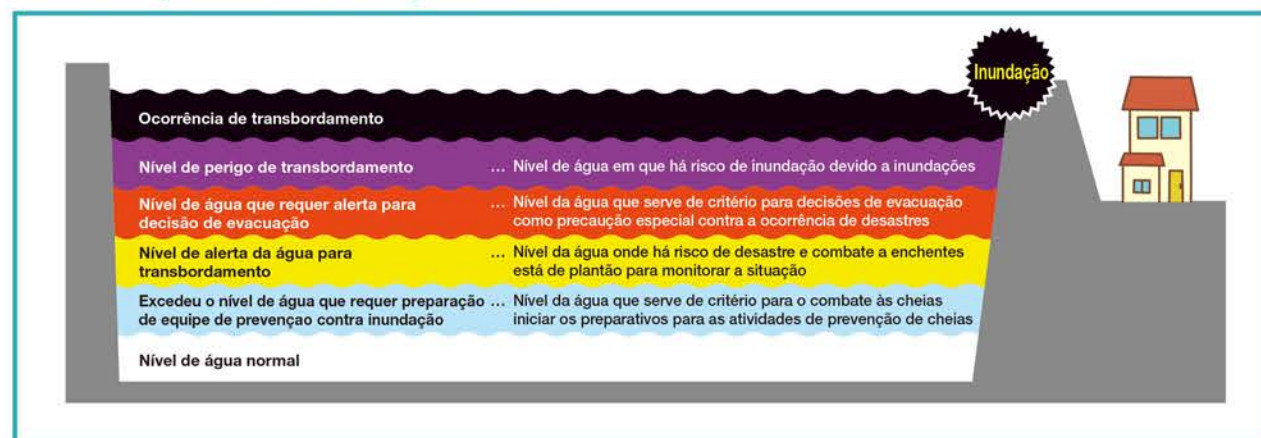 Inundação
Ocorrência de transbordamento
Nível de perigo de transbordamento ... Nível de água em que há risco de inundação devido a inundações
Nível de água que requer alerta para
decisão de evacuação
... Nível da água que serve de critério para decisões de evacuação
como precaução especial contra a ocorrência de desastres
Nível de alerta da água para
transbordamento
... Nível da água onde há risco de desastre e combate a enchentes
está de plantão para monitorar a situação
Excedeu o nível de água que requer preparação
de equipe de prevençao contra inundação
... Nível da água que serve de critério para o combate às cheias
iniciar os preparativos para as atividades de prevenção de cheias
Nível de água normal